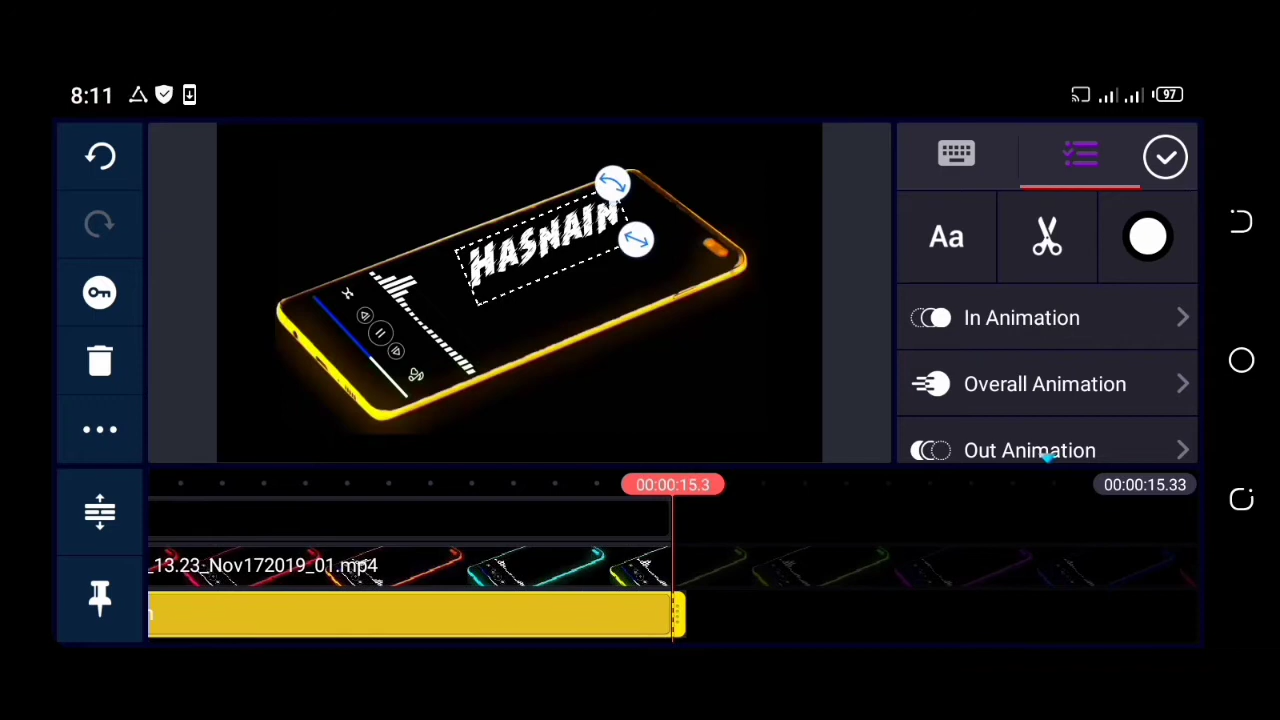 8:11
97
HASNAIN
Aa
In Animation
Overall Animation
Out Animation
00:00:15.3
00:00:15.33
_13.23_Nov172019_01.mp4
n